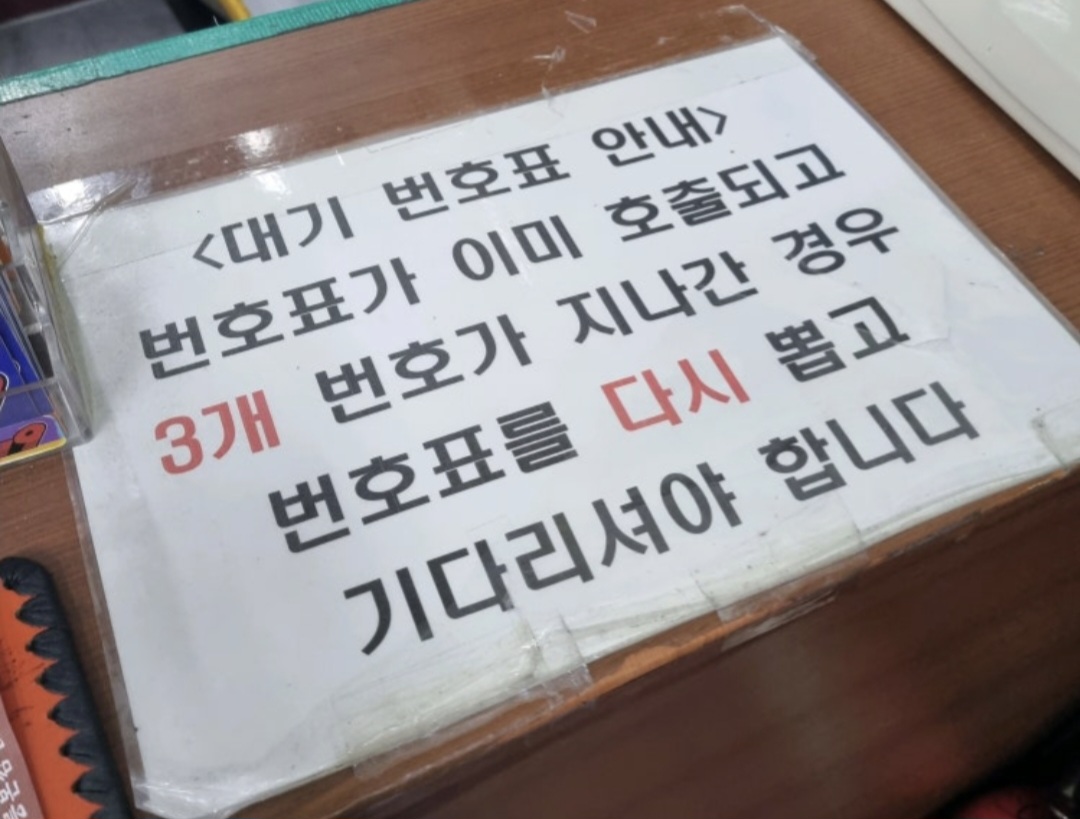 <대기 번호표 안내>
번호표가 이미 호출되고
3개 번호가 지나간 경우
번호표를 다시 뽑고
기다리셔야 합니다